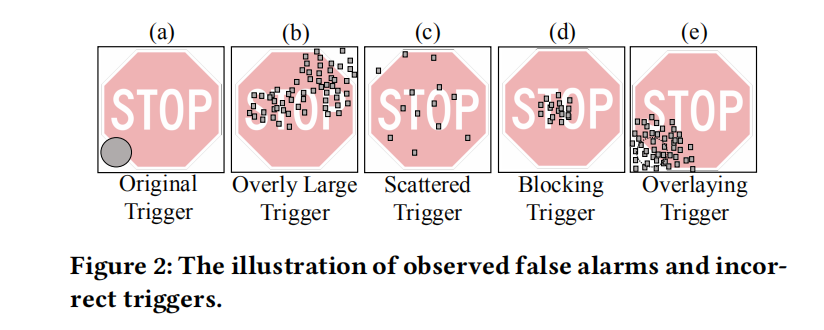 (a) (b) (c) (d) (e)
STOP STOP STOP STOP STOP
Original Overly Large Scattered Blocking Overlaying
Trigger Trigger Trigger Trigger Trigger
Figure 2: The illustration of observed false alarms and incor-
rect triggers.